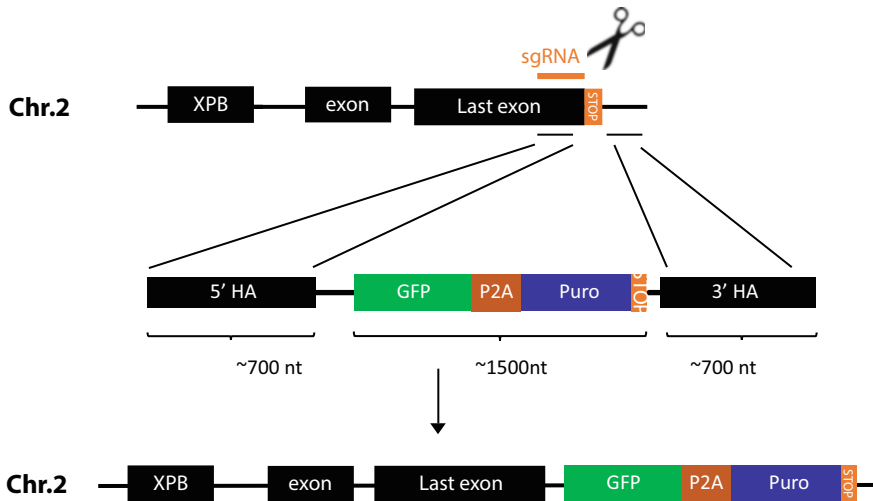 sgRNA
Chr.2 XPB exon Last exon STOP
5' HA GFP P2A Puro STOP 3' HA
~700 nt ~1500nt ~700 nt
Chr.2 XPB exon Last exon GFP P2A Puro STOP